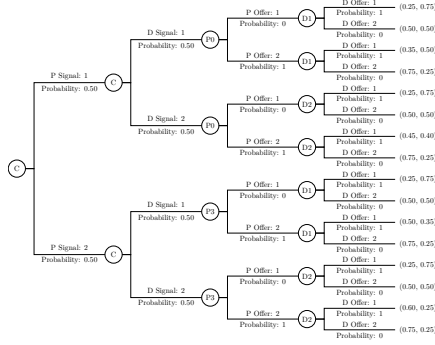 C
P Signal: 1
Probability: 0.50
C
D Signal: 1
Probability: 0.50
P0
P Offer: 1
Probability: 0
D1
D Offer: 1
Probability: 1
(0.25, 0.75)
D Offer: 2
Probability: 0
(0.50, 0.50)
P Offer: 2
Probability: 1
D1
D Offer: 1
Probability: 1
(0.35, 0.50)
D Offer: 2
Probability: 0
(0.75, 0.25)
D Signal: 2
Probability: 0.50
P0
P Offer: 1
Probability: 0
D2
D Offer: 1
Probability: 1
(0.25, 0.75)
D Offer: 2
Probability: 0
(0.50, 0.50)
P Offer: 2
Probability: 1
D2
D Offer: 1
Probability: 1
(0.45, 0.40)
D Offer: 2
Probability: 0
(0.75, 0.25)
P Signal: 2
Probability: 0.50
C
D Signal: 1
Probability: 0.50
P3
P Offer: 1
Probability: 0
D1
D Offer: 1
Probability: 1
(0.25, 0.75)
D Offer: 2
Probability: 0
(0.50, 0.50)
P Offer: 2
Probability: 1
D1
D Offer: 1
Probability: 1
(0.50, 0.35)
D Offer: 2
Probability: 0
(0.75, 0.25)
D Signal: 2
Probability: 0.50
P3
P Offer: 1
Probability: 0
D2
D Offer: 1
Probability: 1
(0.25, 0.75)
D Offer: 2
Probability: 0
(0.50, 0.50)
P Offer: 2
Probability: 1
D2
D Offer: 1
Probability: 1
(0.60, 0.25)
D Offer: 2
Probability: 0
(0.75, 0.25)